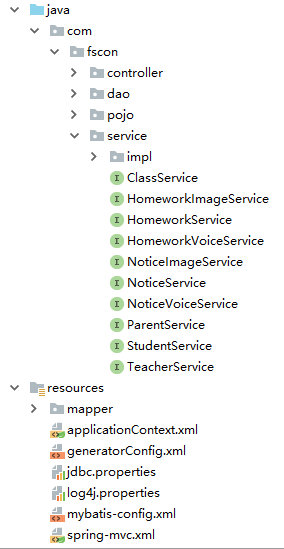 java
com
fscon
controller
dao
pojo
service
impl
ClassService
HomeworkImageService
HomeworkService
HomeworkVoiceService
NoticeImageService
NoticeService
NoticeVoiceService
ParentService
StudentService
TeacherService
resources
mapper
applicationContext.xml
generatorConfig.xml
jdbc.properties
log4j.properties
mybatis-config.xml
spring-mvc.xml